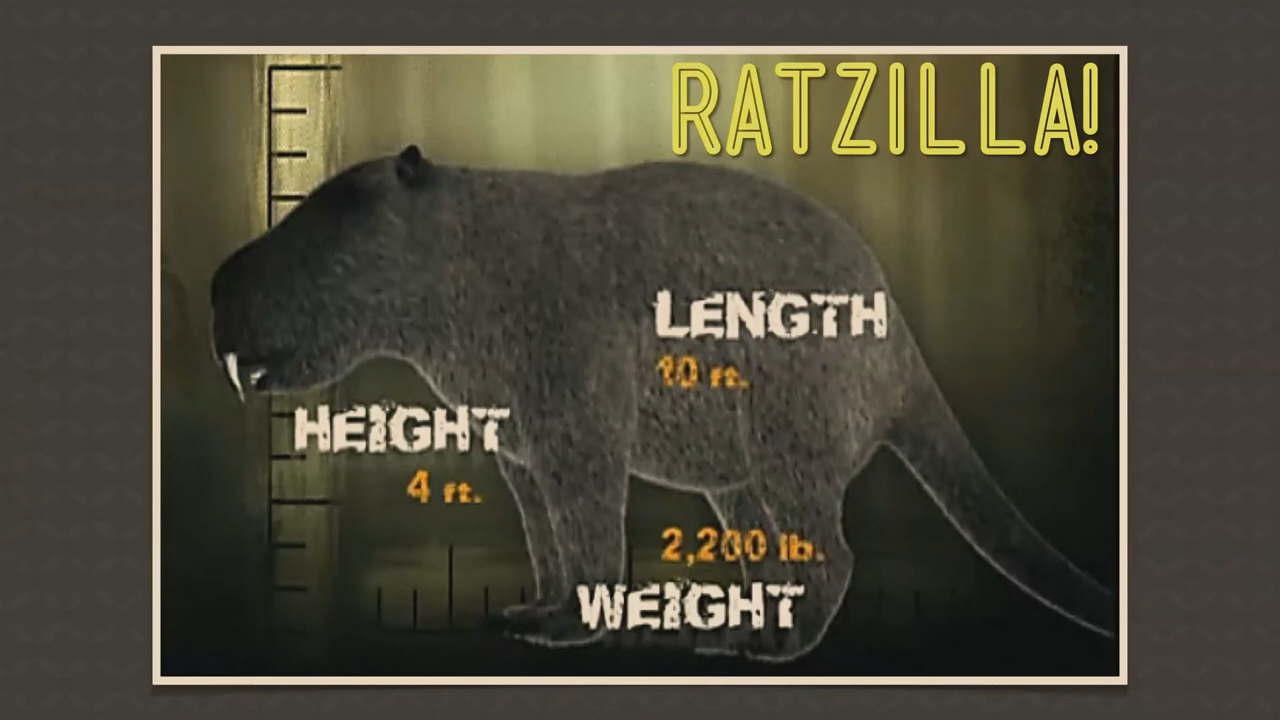 RATZILLA!
LENGTH
10 ft.
HEIGHT
4 ft.
2,200 lb.
WEIGHT